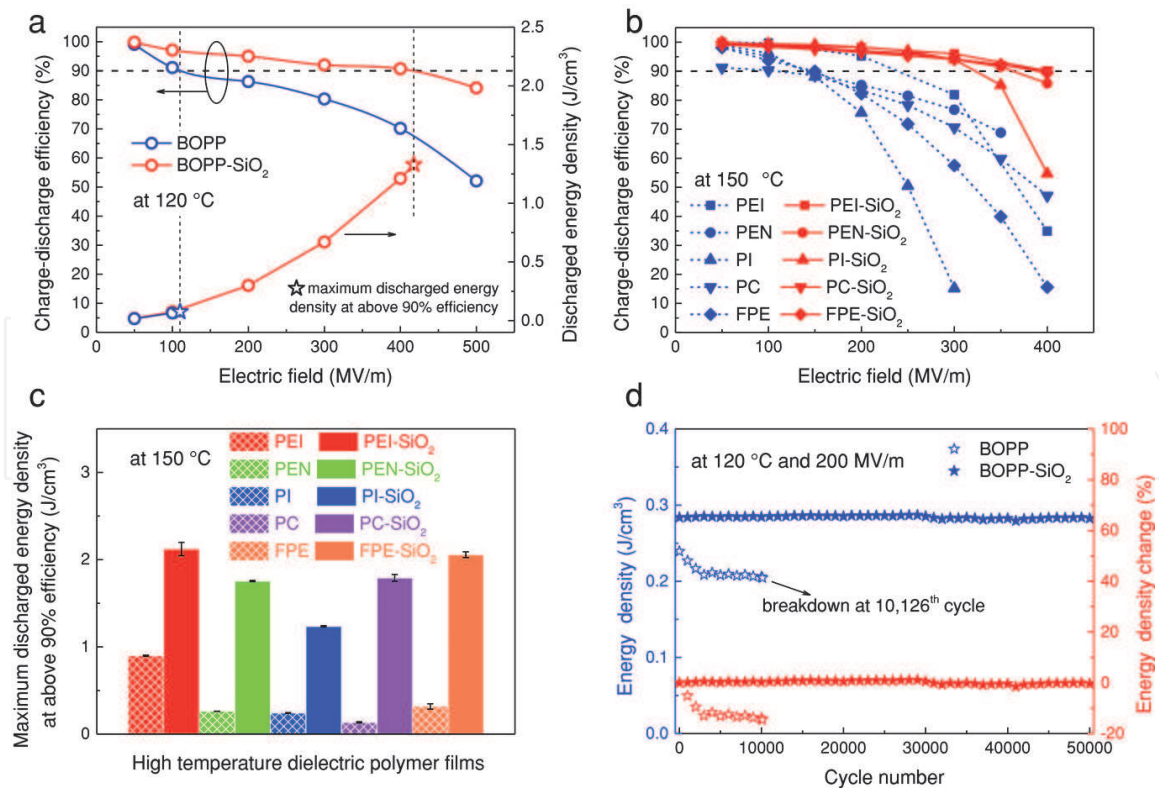 a
Charge-discharge efficiency (%)
100
90
80
70
60
50
40
30
20
10
0
BOPP
BOPP-SiO₂
at 120 °C
☆ maximum discharged energy
density at above 90% efficiency
2.5
2.0
1.5
1.0
0.5
0.0
Discharged energy density (J/cm³)
0 100 200 300 400 500
Electric field (MV/m)
b
Charge-discharge efficiency (%)
100
90
80
70
60
50
40
30
20
10
0
at 150 °C
PEI PEI-SiO₂
PEN PEN-SiO₂
PI PI-SiO₂
PC PC-SiO₂
FPE FPE-SiO₂
0 100 200 300 400
Electric field (MV/m)
c
Maximum discharged energy density
at above 90% efficiency (J/cm³)
3
2
1
0
at 150 °C
PEI PEI-SiO₂
PEN PEN-SiO₂
PI PI-SiO₂
PC PC-SiO₂
FPE FPE-SiO₂
High temperature dielectric polymer films
d
Energy density (J/cm³)
0.4
0.3
0.2
0.1
0.0
at 120 °C and 200 MV/m
BOPP
BOPP-SiO₂
breakdown at 10,126th cycle
100
80
60
40
20
0
-20
Energy density change (%)
0 10000 20000 30000 40000 50000
Cycle number